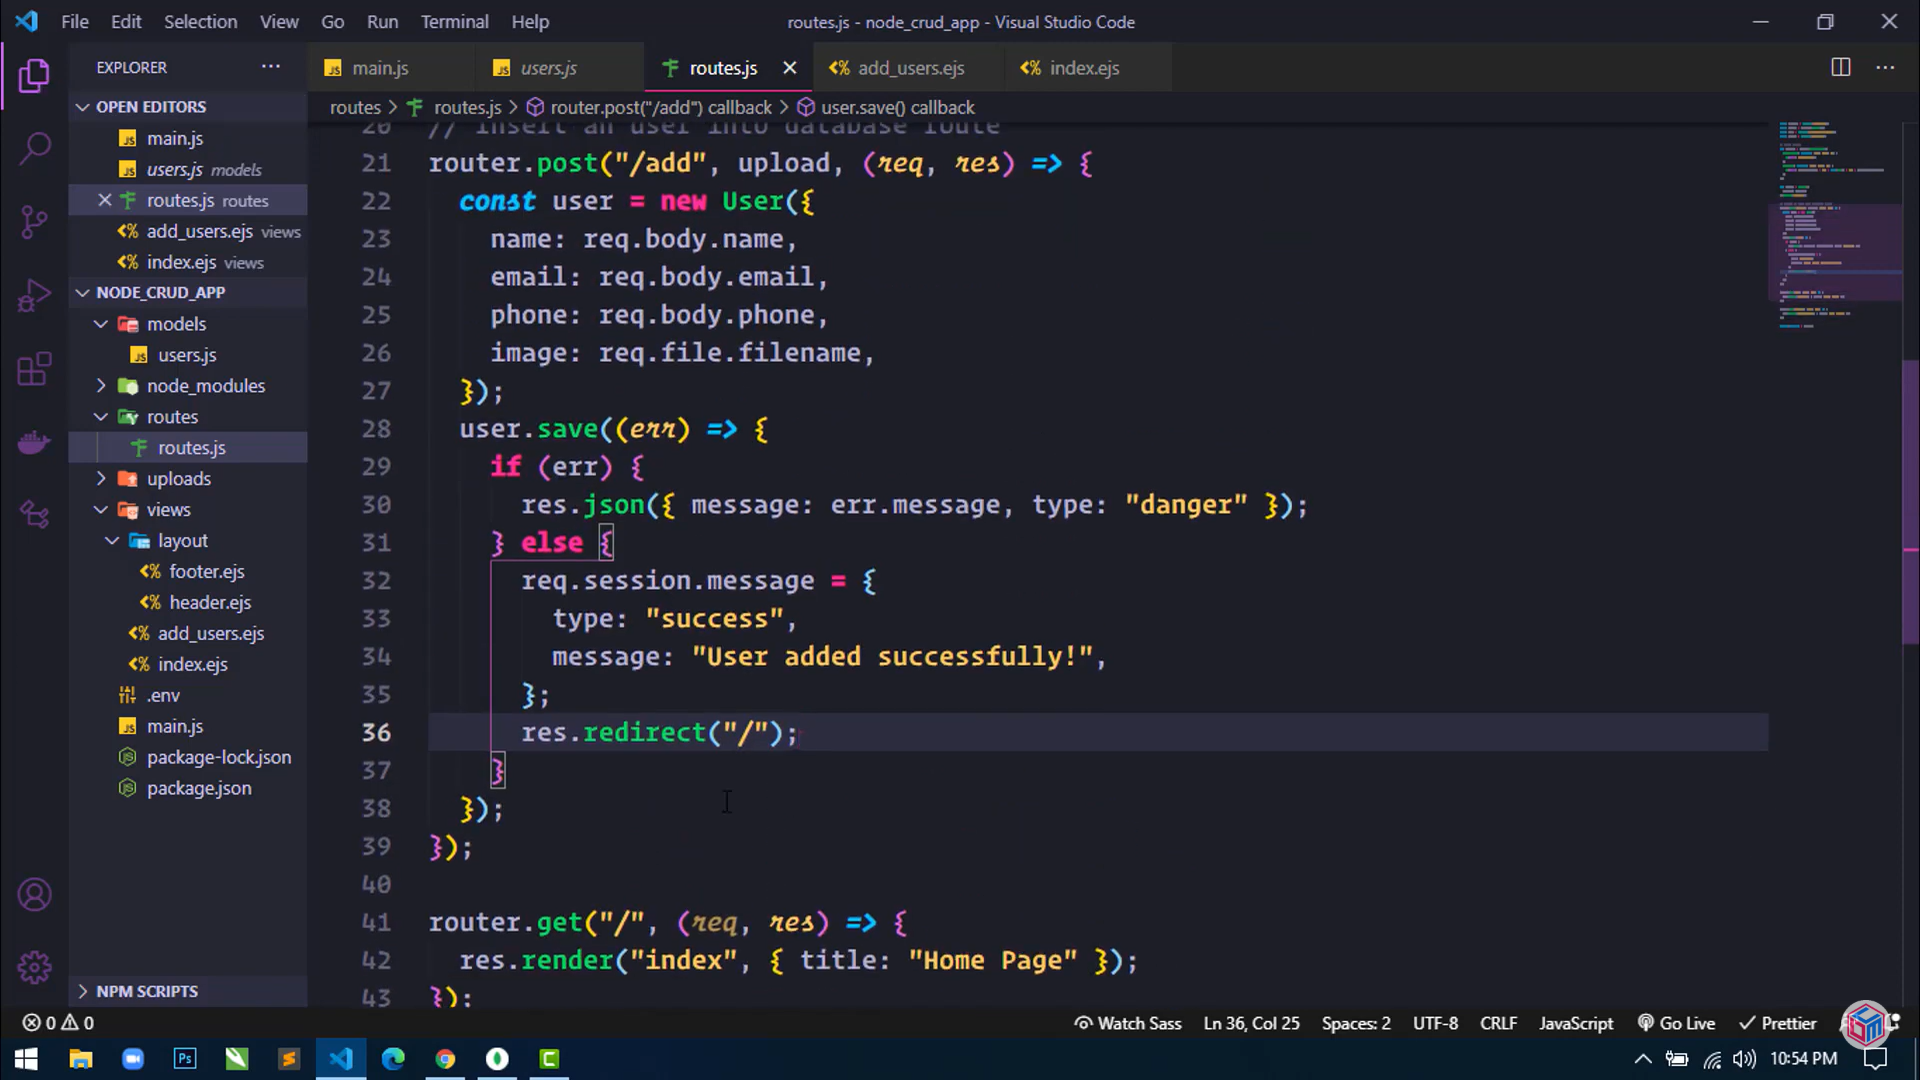 File Edit Selection View Go Run Terminal Help
routes.js - node_crud_app - Visual Studio Code
EXPLORER
main.js
users.js
routes.js
add_users.ejs
index.ejs
OPEN EDITORS
main.js
users.js models
routes.js routes
add_users.ejs views
index.ejs views
NODE_CRUD_APP
models
users.js
node_modules
routes
routes.js
uploads
views
layout
footer.ejs
header.ejs
add_users.ejs
index.ejs
.env
main.js
package-lock.json
package.json
NPM SCRIPTS
routes > routes.js > router.post("/add") callback > user.save() callback
20 // Insert an user into database route
21 router.post("/add", upload, (req, res) => {
22 const user = new User({
23 name: req.body.name,
24 email: req.body.email,
25 phone: req.body.phone,
26 image: req.file.filename,
27 });
28 user.save((err) => {
29 if (err) {
30 res.json({ message: err.message, type: "danger" });
31 } else {
32 req.session.message = {
33 type: "success",
34 message: "User added successfully!",
35 };
36 res.redirect("/");
37 }
38 });
39 });
40
41 router.get("/", (req, res) => {
42 res.render("index", { title: "Home Page" });
43 });
0 0
Watch Sass
Ln 36, Col 25
Spaces: 2
UTF-8
CRLF
JavaScript
Go Live
Prettier
Ps
10:54 PM